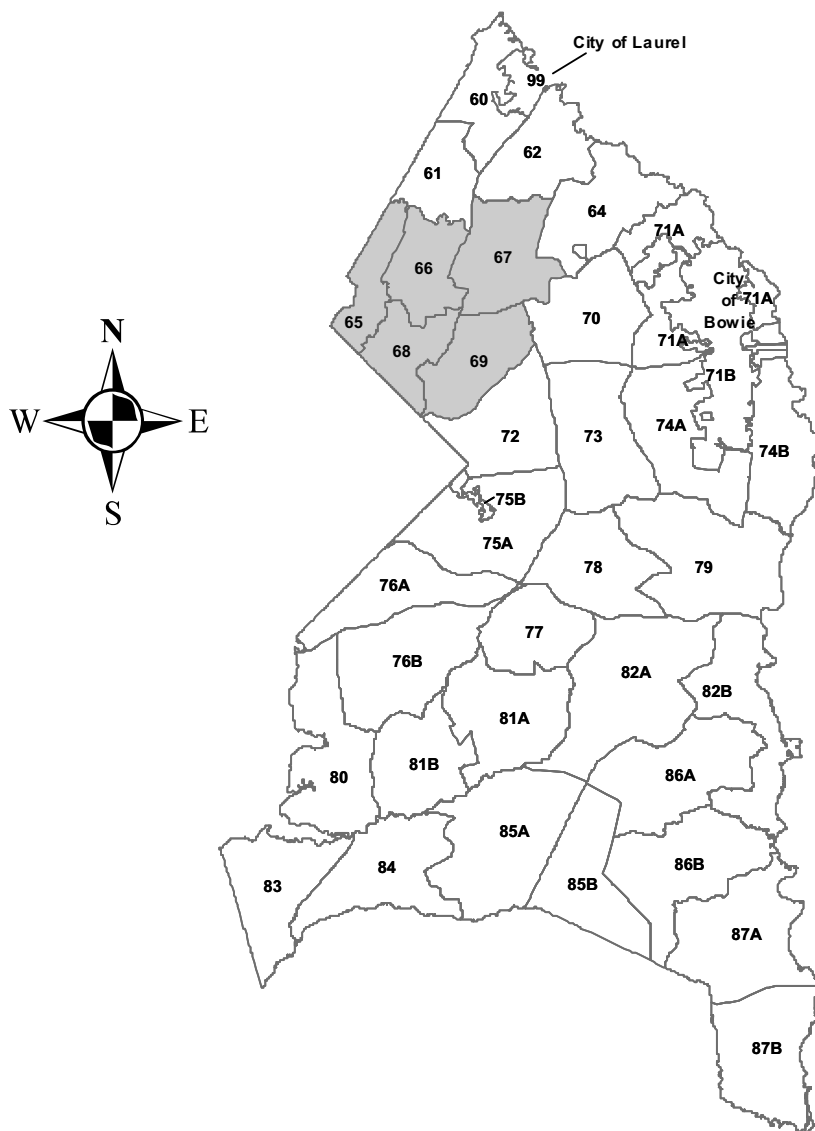 City of Laurel
99
60
62
61
64
71A
66
67
City
of
Bowie
71A
65
70
71A
68
69
71B
N
W
E
S
72
73
74A
74B
75B
75A
78
79
76A
77
76B
82A
82B
81A
81B
80
86A
85A
84
83
85B
86B
87A
87B